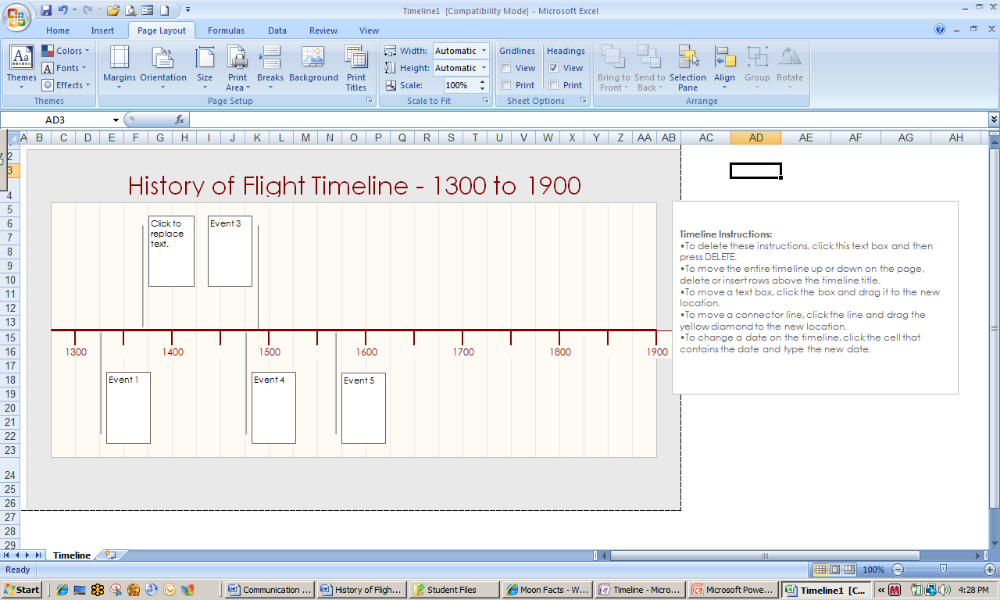 Timeline1 [Compatibility Mode] - Microsoft Excel
Home Insert Page Layout Formulas Data Review View
Themes
Colors
Fonts
Effects
Themes
Margins Orientation Size Print Area Breaks Background Print Titles
Page Setup
Width: Automatic
Height: Automatic
Scale: 100%
Scale to Fit
Gridlines Headings
View View
Print Print
Sheet Options
Bring to Front Send to Back Selection Pane Align Group Rotate
Arrange
AD3 fx
A B C D E F G H I J K L M N O P Q R S T U V W X Y Z AA AB AC AD AE AF AG AH
2
3
4
5
6
7
8
9
10
11
12
13
15
16
17
18
19
20
21
22
23
24
25
26
27
28
29
History of Flight Timeline - 1300 to 1900
Click to
replace
text.
Event 3
1300 1400 1500 1600 1700 1800 1900
Event 1
Event 4
Event 5
Timeline Instructions:
•To delete these instructions, click this text box and then
press DELETE.
•To move the entire timeline up or down on the page,
delete or insert rows above the timeline title.
•To move a text box, click the box and drag it to the new
location.
•To move a connector line, click the line and drag the
yellow diamond to the new location.
•To change a date on the timeline, click the cell that
contains the date and type the new date.
Timeline
Ready 100%
Start Communication ... History of Fligh... Student Files Moon Facts - W... Timeline - Micro... Microsoft Powe... Timeline1 [C... « 4:28 PM